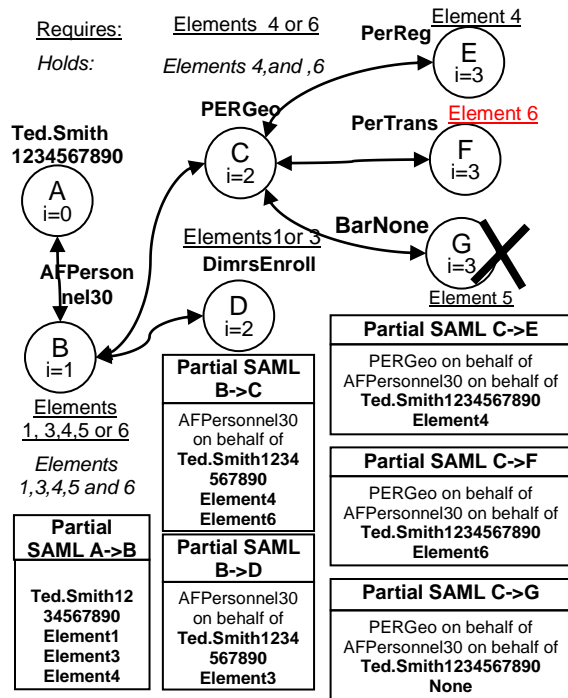 Requires:
Elements 4 or 6
Holds:
Elements 4,and ,6
PerReg
Element 4
E
i=3
PERGeo
C
i=2
PerTrans
Element 6
F
i=3
Ted.Smith
1234567890
A
i=0
BarNone
G
i=3
Element 5
Elements1or 3
DimrsEnroll
D
i=2
AFPerson
nel30
B
i=1
Elements
1, 3,4,5 or 6
Elements
1,3,4,5 and 6
Partial
SAML A->B
Ted.Smith12
34567890
Element1
Element3
Element4
Partial SAML
B->C
AFPersonnel30
on behalf of
Ted.Smith1234
567890
Element4
Element6
Partial SAML
B->D
AFPersonnel30
on behalf of
Ted.Smith1234
567890
Element3
Partial SAML C->E
PERGeo on behalf of
AFPersonnel30 on behalf of
Ted.Smith1234567890
Element4
Partial SAML C->F
PERGeo on behalf of
AFPersonnel30 on behalf of
Ted.Smith1234567890
Element6
Partial SAML C->G
PERGeo on behalf of
AFPersonnel30 on behalf of
Ted.Smith1234567890
None